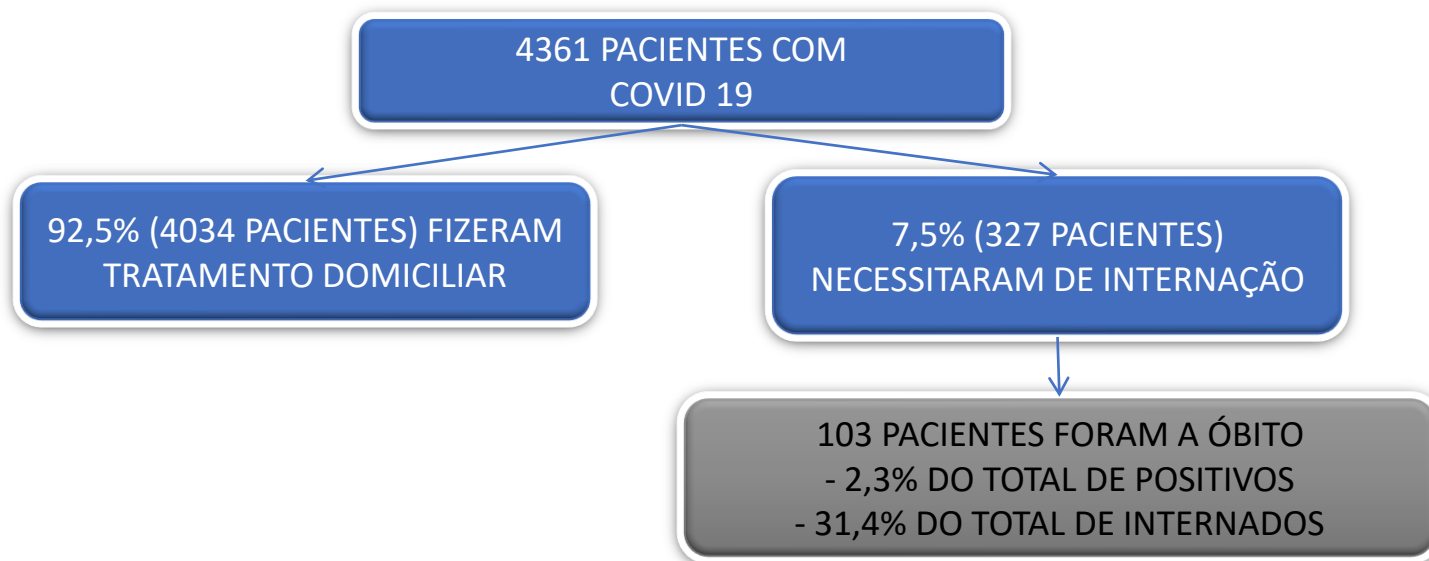 4361 PACIENTES COM
COVID 19
92,5% (4034 PACIENTES) FIZERAM
TRATAMENTO DOMICILIAR
7,5% (327 PACIENTES)
NECESSITARAM DE INTERNAÇÃO
103 PACIENTES FORAM A ÓBITO
- 2,3% DO TOTAL DE POSITIVOS
- 31,4% DO TOTAL DE INTERNADOS